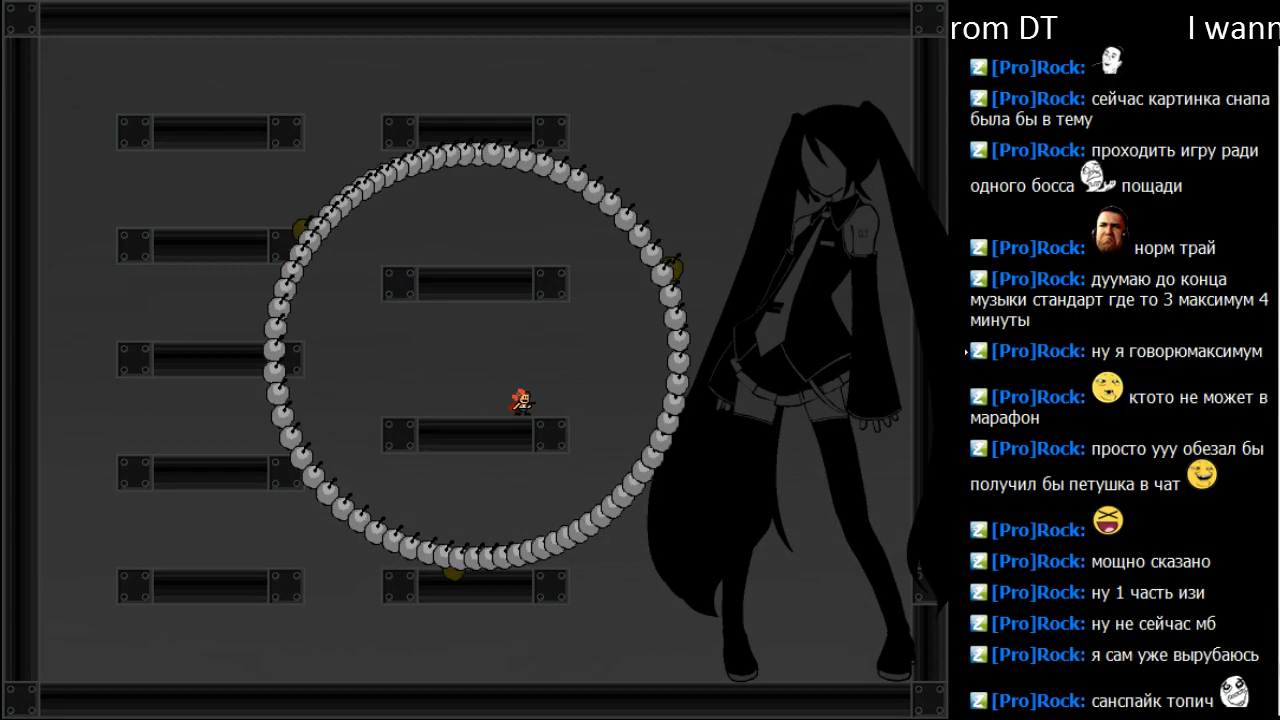 rom DT I wann
[Pro]Rock:
[Pro]Rock: сейчас картинка снапа
была бы в тему
[Pro]Rock: проходить игру ради
одного босса пощади
[Pro]Rock: норм трай
[Pro]Rock: дуумаю до конца
музыки стандарт где то 3 максимум 4
минуты
[Pro]Rock: ну я говорюмаксимум
[Pro]Rock: ктото не может в
марафон
[Pro]Rock: просто ууу обезал бы
получил бы петушка в чат
[Pro]Rock:
[Pro]Rock: мощно сказано
[Pro]Rock: ну 1 часть изи
[Pro]Rock: ну не сейчас мб
[Pro]Rock: я сам уже вырубаюсь
[Pro]Rock: санспайк топич